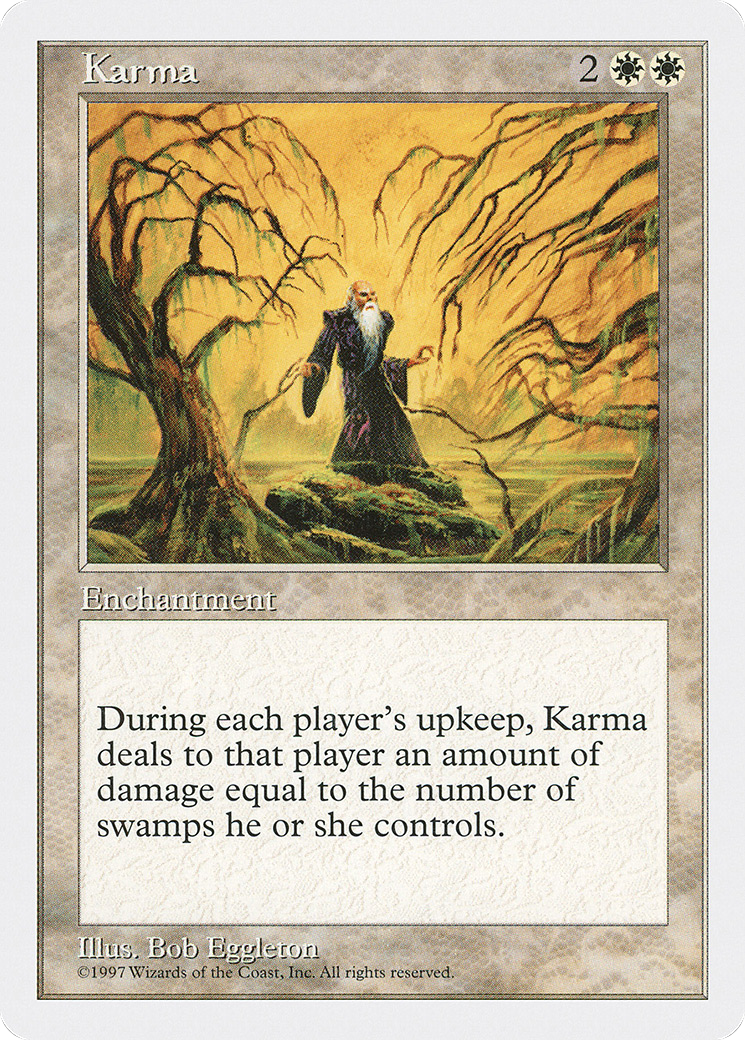 Karma 2
Enchantment
During each player's upkeep, Karma
deals to that player an amount of
damage equal to the number of
swamps he or she controls.
Illus. Bob Eggleton
©1997 Wizards of the Coast, Inc. All rights reserved.